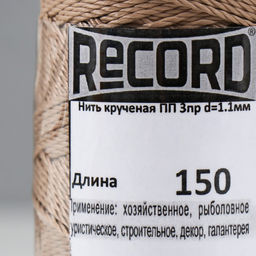 ReCORD®
Нить крученая ПП 3пр d=1.1мм
Длина 150
рименение: хозяйственное, рыболовное
уристическое, строительное, декор, галантерея